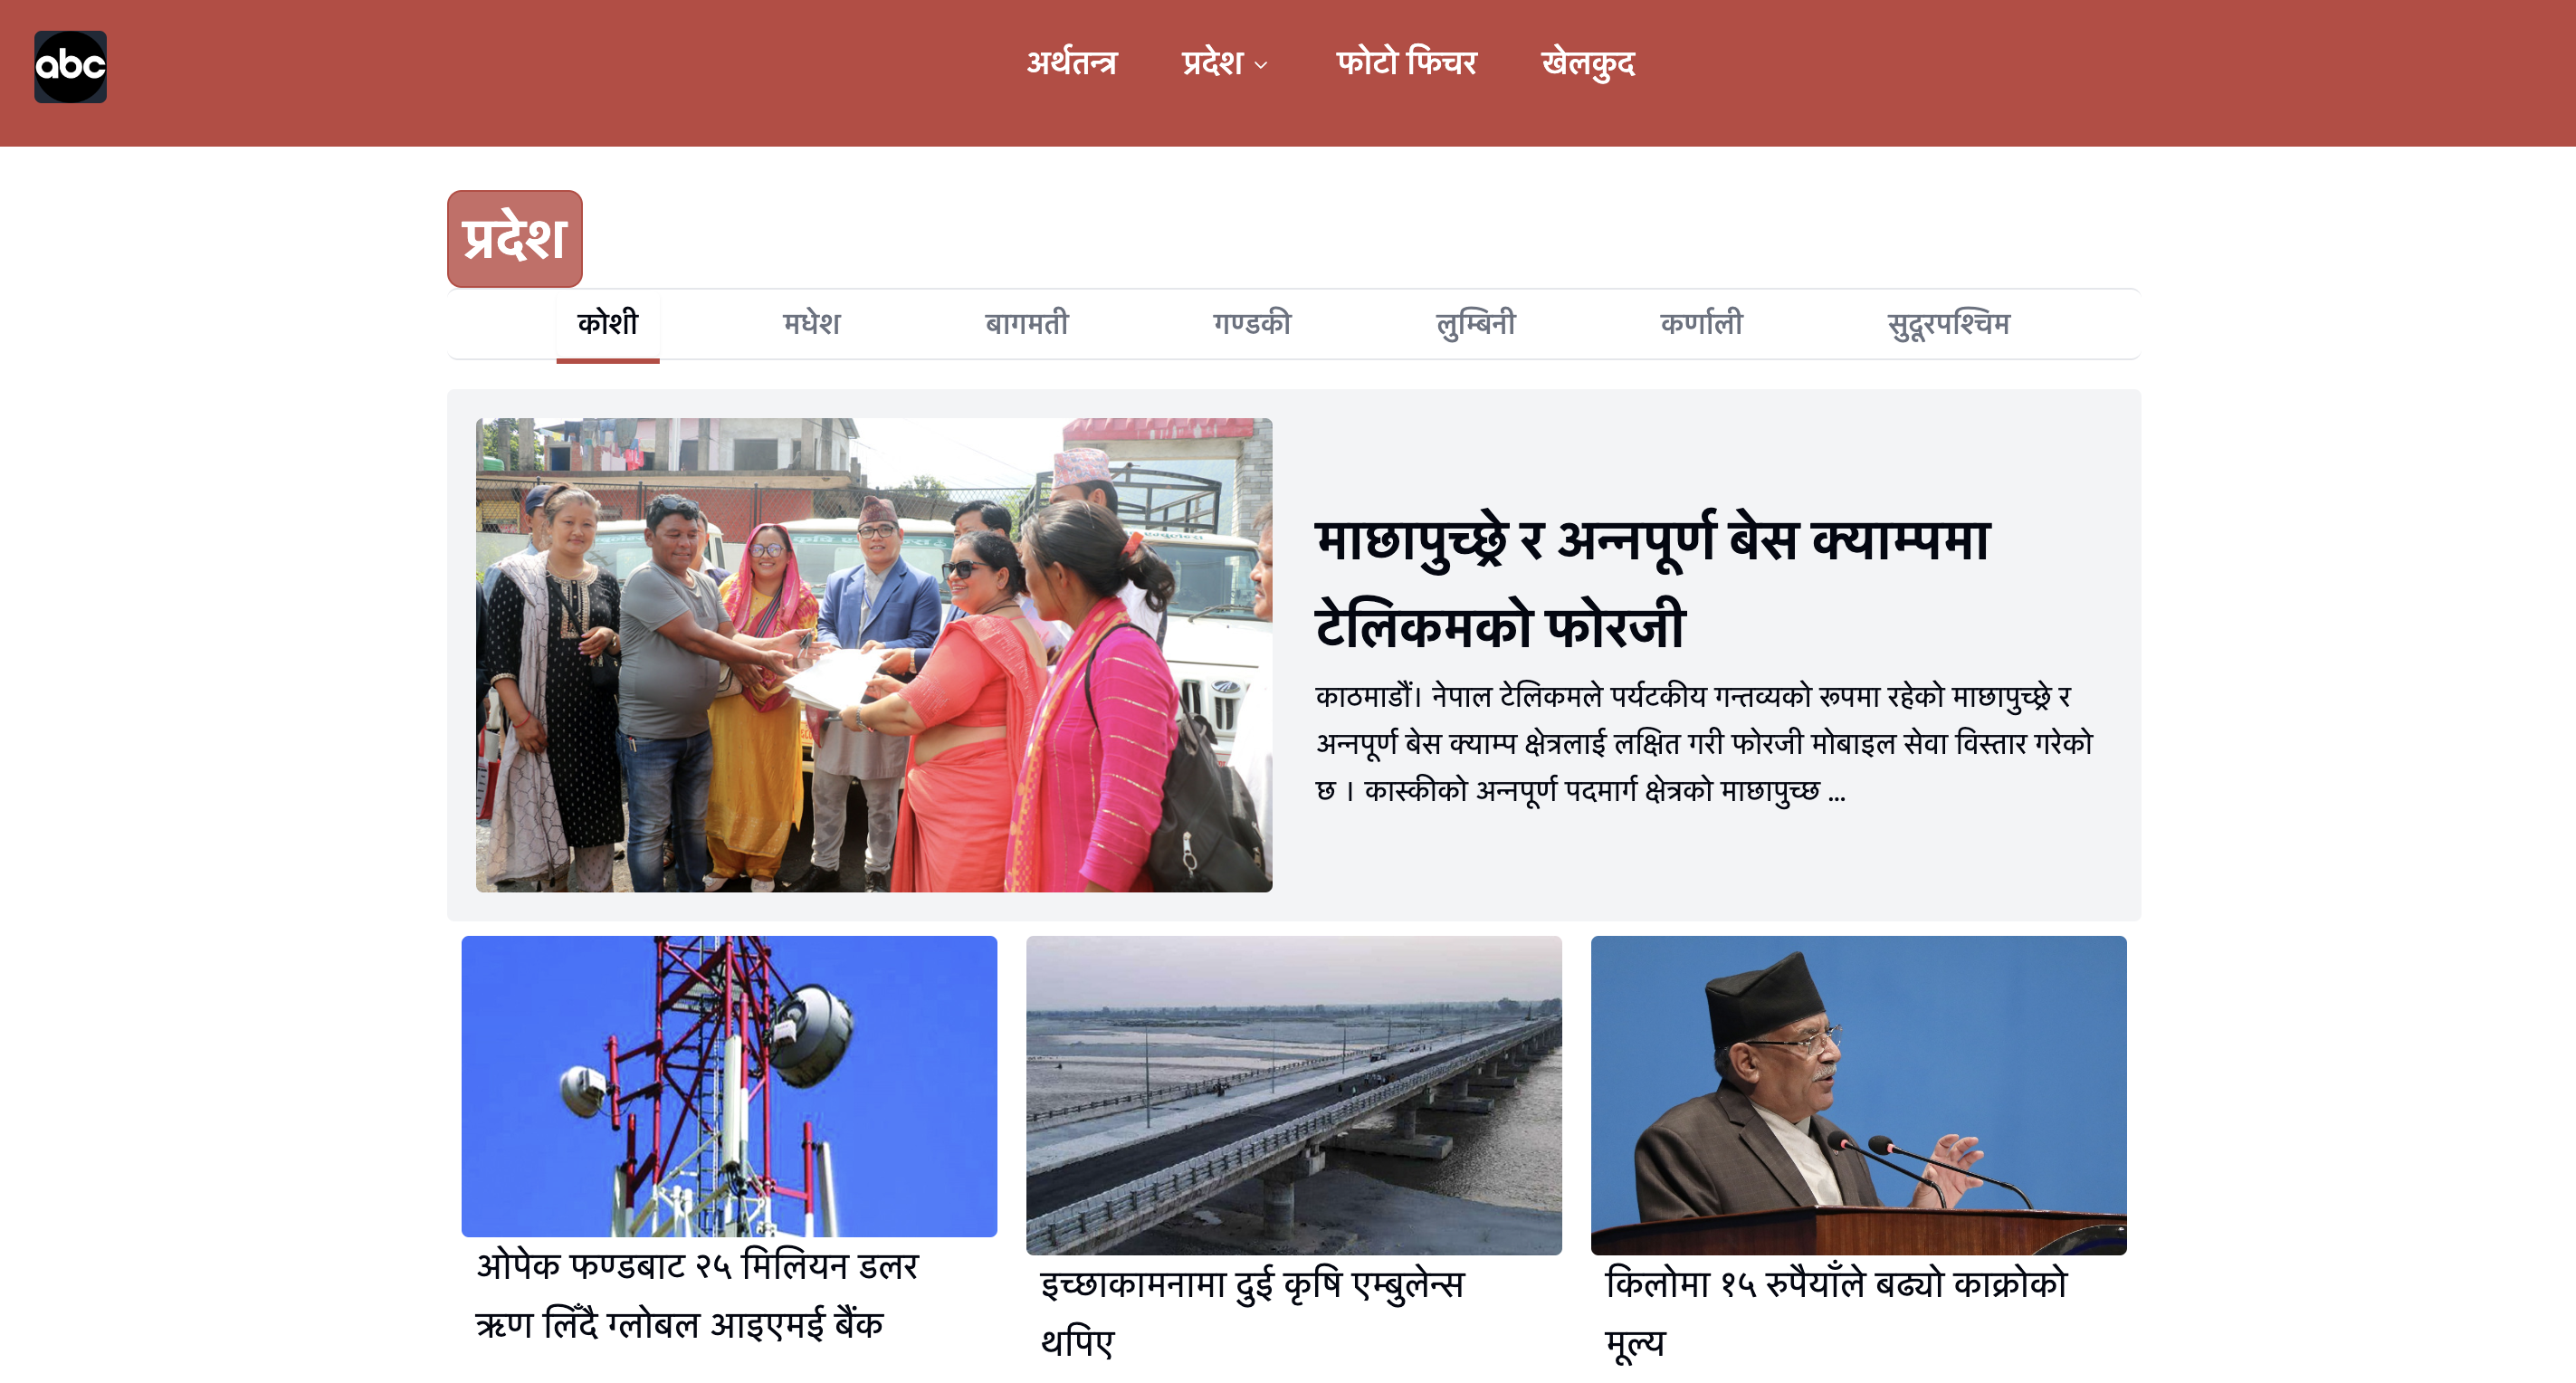 abc
अर्थतन्त्र प्रदेश फोटो फिचर खेलकुद
प्रदेश
कोशी मधेश बागमती गण्डकी लुम्बिनी कर्णाली सुदूरपश्चिम
माछापुच्छ्रे र अन्नपूर्ण बेस क्याम्पमा
टेलिकमको फोरजी
काठमाडौं। नेपाल टेलिकमले पर्यटकीय गन्तव्यको रूपमा रहेको माछापुच्छ्रे र
अन्नपूर्ण बेस क्याम्प क्षेत्रलाई लक्षित गरी फोरजी मोबाइल सेवा विस्तार गरेको
छ । कास्कीको अन्नपूर्ण पदमार्ग क्षेत्रको माछापुच्छ ...
ओपेक फण्डबाट २५ मिलियन डलर
ऋण लिँदै ग्लोबल आइएमई बैंक
इच्छाकामनामा दुई कृषि एम्बुलेन्स
थपिए
किलोमा १५ रुपैयाँले बढ्यो काक्रोको
मूल्य